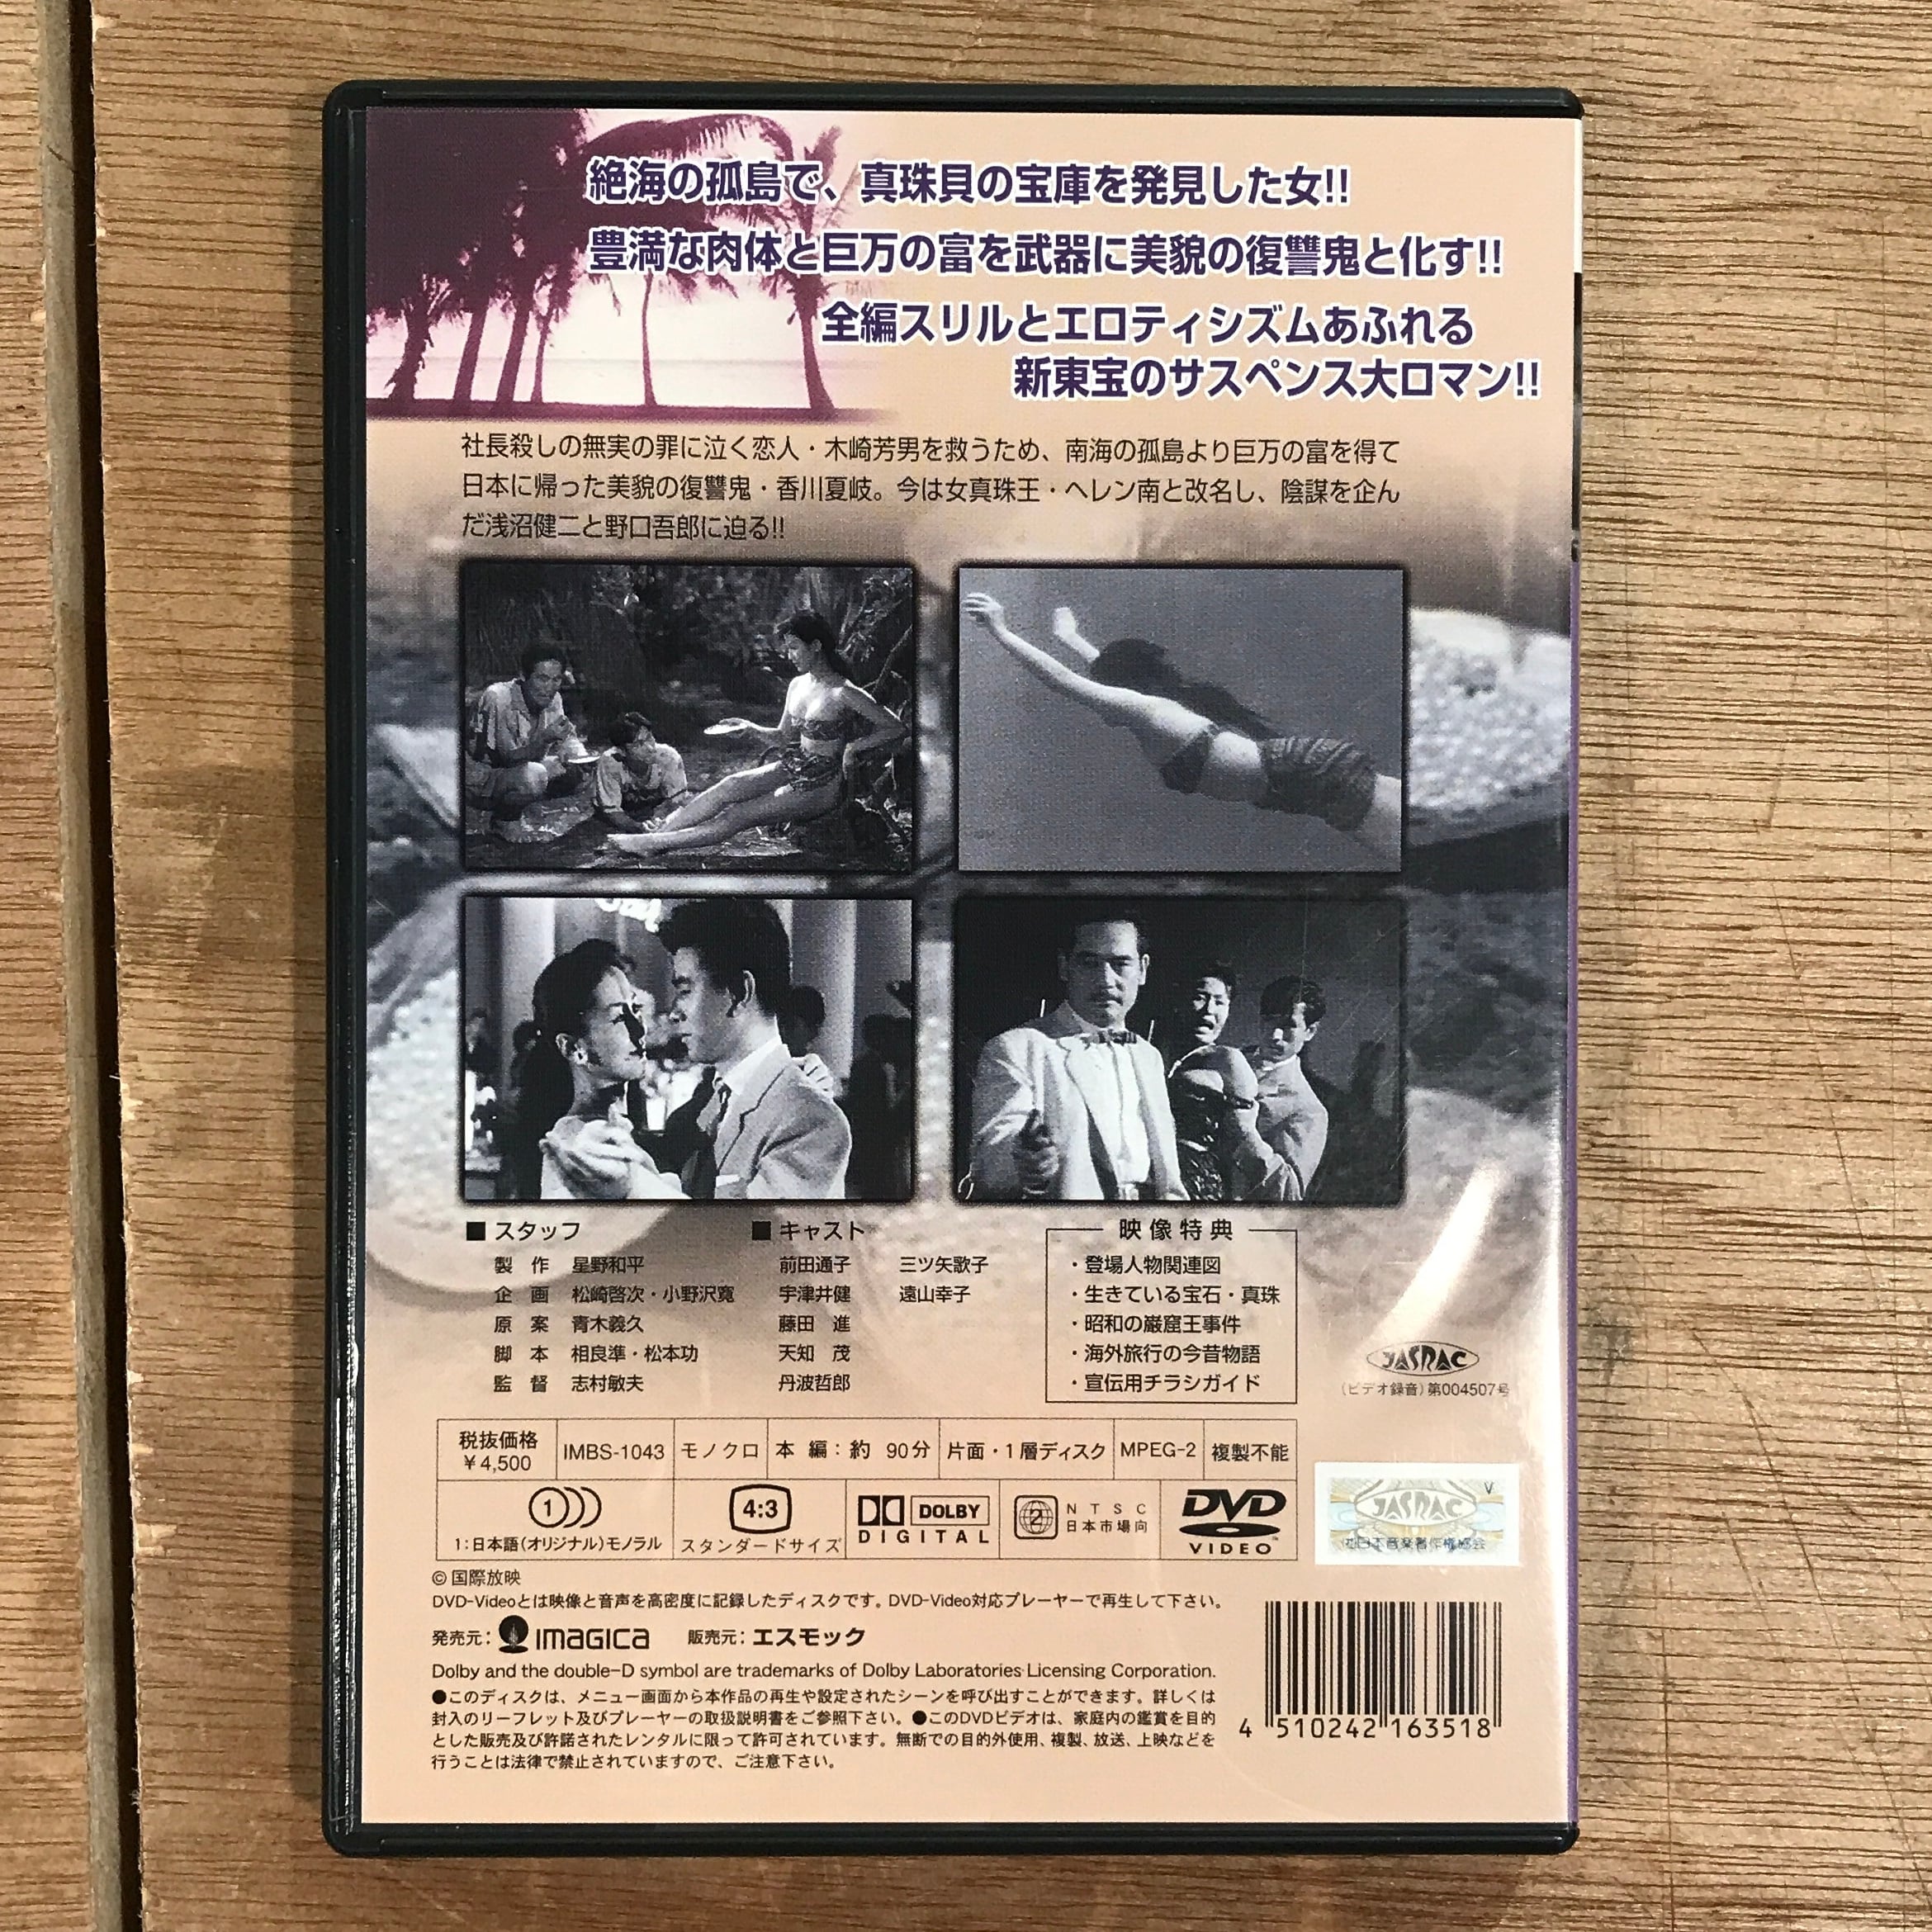 絶海の孤島で、真珠貝の宝庫を発見した女!!
豊満な肉体と巨万の富を武器に美貌の復讐鬼と化す!!
全編スリルとエロティシズムあふれる
新東宝のサスペンス大ロマン!!
社長殺しの無実の罪に泣く恋人・木崎芳男を救うため、南海の孤島より巨万の富を得て
日本に帰った美貌の復讐鬼・香川夏岐。今は女真珠王・ヘレン南と改名し、陰謀を企ん
だ浅沼健二と野口吾郎に迫る!!
■ スタッフ
製作 星野和平
企画 松崎啓次・小野沢寛
原案 青木義久
脚本 相良準・松本功
監督 志村敏夫
■ キャスト
前田通子 三ツ矢歌子
宇津井健 遠山幸子
藤田 進
天知 茂
丹波哲郎
映像特典
・登場人物関連図
・生きている宝石・真珠
・昭和の巌窟王事件
・海外旅行の今昔物語
・宣伝用チラシガイド
JASRAC
(ビデオ録音)第004507号
税抜価格
¥4,500
IMBS-1043
モノクロ
本編:約 90分
片面・1層ディスク
MPEG-2
複製不能
1
1:日本語(オリジナル)モノラル
4:3
スタンダードサイズ
DOLBY
DIGITAL
2
NTSC
日本市場向
DVD
VIDEO
V
JASRAC
(社)日本音楽著作権協会
© 国際放映
DVD-Videoとは映像と音声を高密度に記録したディスクです。DVD-Video対応プレーヤーで再生して下さい。
発売元: IMAGICA 販売元: エスモック
Dolby and the double-D symbol are trademarks of Dolby Laboratories Licensing Corporation.
●このディスクは、メニュー画面から本作品の再生や設定されたシーンを呼び出すことができます。詳しくは
封入のリーフレット及びプレーヤーの取扱説明書をご参照下さい。●このDVDビデオは、家庭内の鑑賞を目的
とした販売及び許諾されたレンタルに限って許可されています。無断での目的外使用、複製、放送、上映などを
行うことは法律で禁止されていますので、ご注意下さい。
4 510242 163518